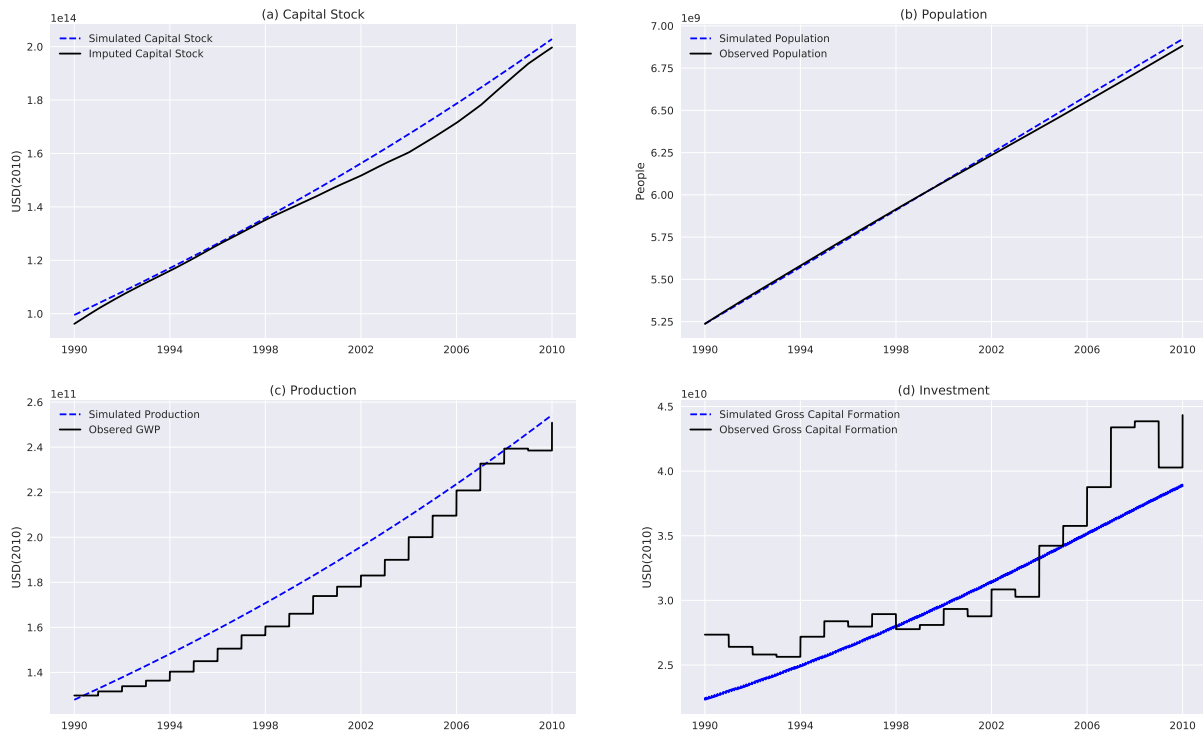 (a) Capital Stock
1e14
Simulated Capital Stock
Imputed Capital Stock
2.0
1.8
1.6
1.4
1.2
1.0
USD(2010)
1990 1994 1998 2002 2006 2010
(b) Population
1e9
Simulated Population
Observed Population
7.00
6.75
6.50
6.25
6.00
5.75
5.50
5.25
People
1990 1994 1998 2002 2006 2010
(c) Production
1e11
Simulated Production
Obsered GWP
2.6
2.4
2.2
2.0
1.8
1.6
1.4
USD(2010)
1990 1994 1998 2002 2006 2010
(d) Investment
1e10
Simulated Gross Capital Formation
Observed Gross Capital Formation
4.5
4.0
3.5
3.0
2.5
USD(2010)
1990 1994 1998 2002 2006 2010